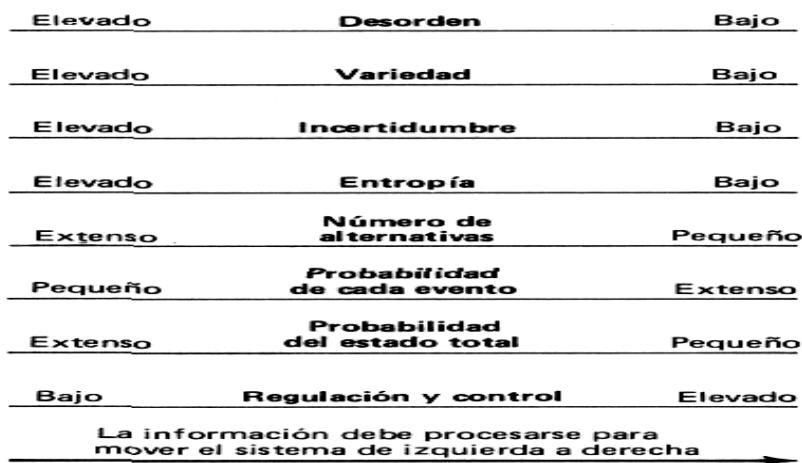 Elevado Desorden Bajo
Elevado Variedad Bajo
Elevado Incertidumbre Bajo
Elevado Entropía Bajo
Número de
Extenso alternativas Pequeño
Probabilidad
Pequeño de cada evento Extenso
Probabilidad
Extenso del estado total Pequeño
Bajo Regulación y control Elevado
La información debe procesarse para
mover el sistema de izquierda a derecha